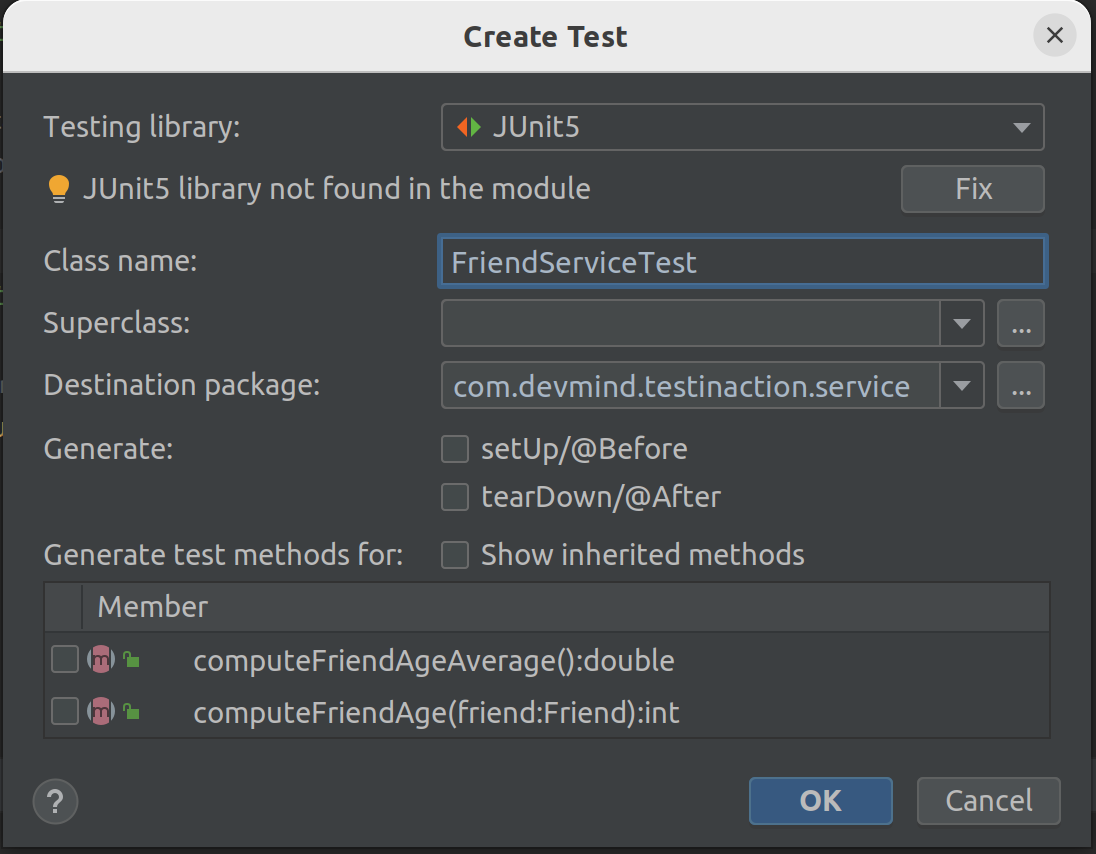 Create Test
Testing library: JUnit5
JUnit5 library not found in the module Fix
Class name: FriendServiceTest
Superclass: ...
Destination package: com.devmind.testinaction.service ...
Generate: setUp/@Before
tearDown/@After
Generate test methods for: Show inherited methods
Member
m computeFriendAgeAverage():double
m computeFriendAge(friend:Friend):int
? OK Cancel